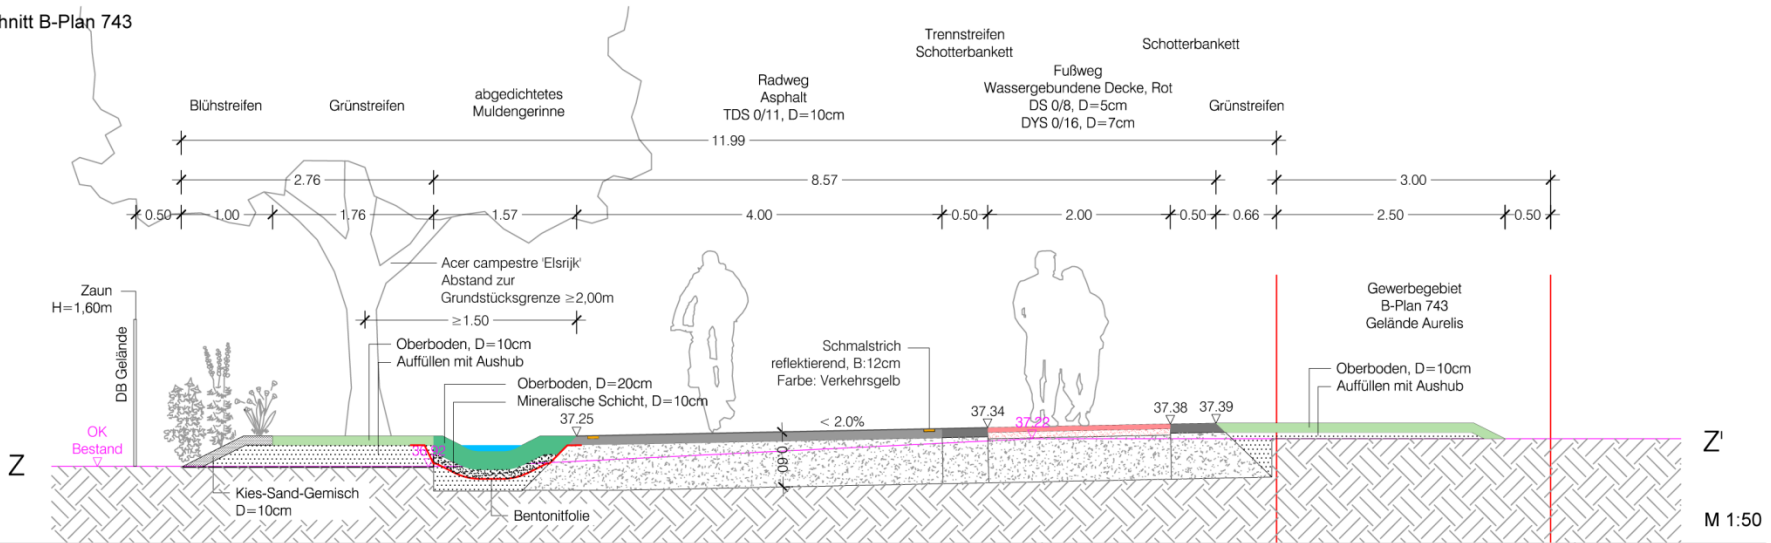 hnitt B-Plan 743
Trennstreifen
Schotterbankett
Schotterbankett
Blühstreifen
Grünstreifen
abgedichtetes
Muldengerinne
Radweg
Asphalt
TDS 0/11, D=10cm
Fußweg
Wassergebundene Decke, Rot
DS 0/8, D=5cm
DYS 0/16, D=7cm
Grünstreifen
11.99
2.76
8.57
3.00
0.50
1.00
1.76
1.57
4.00
0.50
2.00
0.50
0.66
2.50
0.50
Zaun
H=1,60m
DB Gelände
Acer campestre 'Elsrijk'
Abstand zur
Grundstücksgrenze ≥2,00m
≥1.50
Oberboden, D=10cm
Auffüllen mit Aushub
Oberboden, D=20cm
Mineralische Schicht, D=10cm
Schmalstrich
reflektierend, B:12cm
Farbe: Verkehrsgelb
Gewerbegebiet
B-Plan 743
Gelände Aurelis
Oberboden, D=10cm
Auffüllen mit Aushub
37.25
< 2.0%
37.34
37.22
37.38
37.39
0.60
OK
Bestand
Z
Z'
Kies-Sand-Gemisch
D=10cm
Bentonitfolie
M 1:50